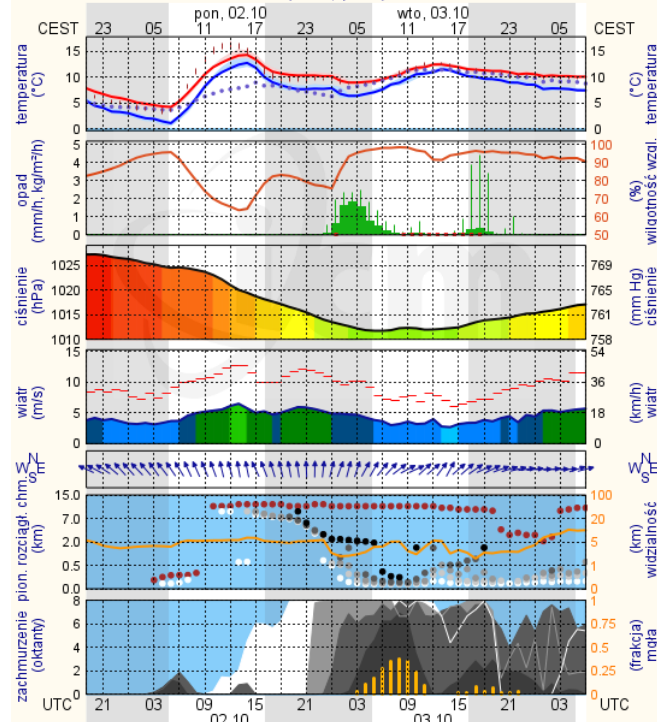 pon, 02.10 wto, 03.10
CEST 23 05 11 17 23 05 11 17 23 05 CEST
temperatura (°C) 15 10 5 0 15 10 5 0 temperatura (°C)
opad (mm/h, kg/m²/h) 5 4 3 2 1 0 100 90 80 70 60 50 (%) wilgotność wzgl.
ciśnienie (hPa) 1025 1020 1015 1010 769 765 761 758 (mm Hg) ciśnienie
wiatr (m/s) 15 10 5 0 54 36 18 0 (km/h) wiatr
N W E S N W E S
pion. rozciągł. chm. (km) 15.0 7.0 2.0 0.5 0.0 100 20 5 1 0 (km) widzialność
zachmurzenie (oktanty) 8 6 4 2 0 1 0.75 0.5 0.25 0 (frakcja) mgła
UTC 21 03 09 15 21 03 09 15 21 03 UTC
02.10 03.10